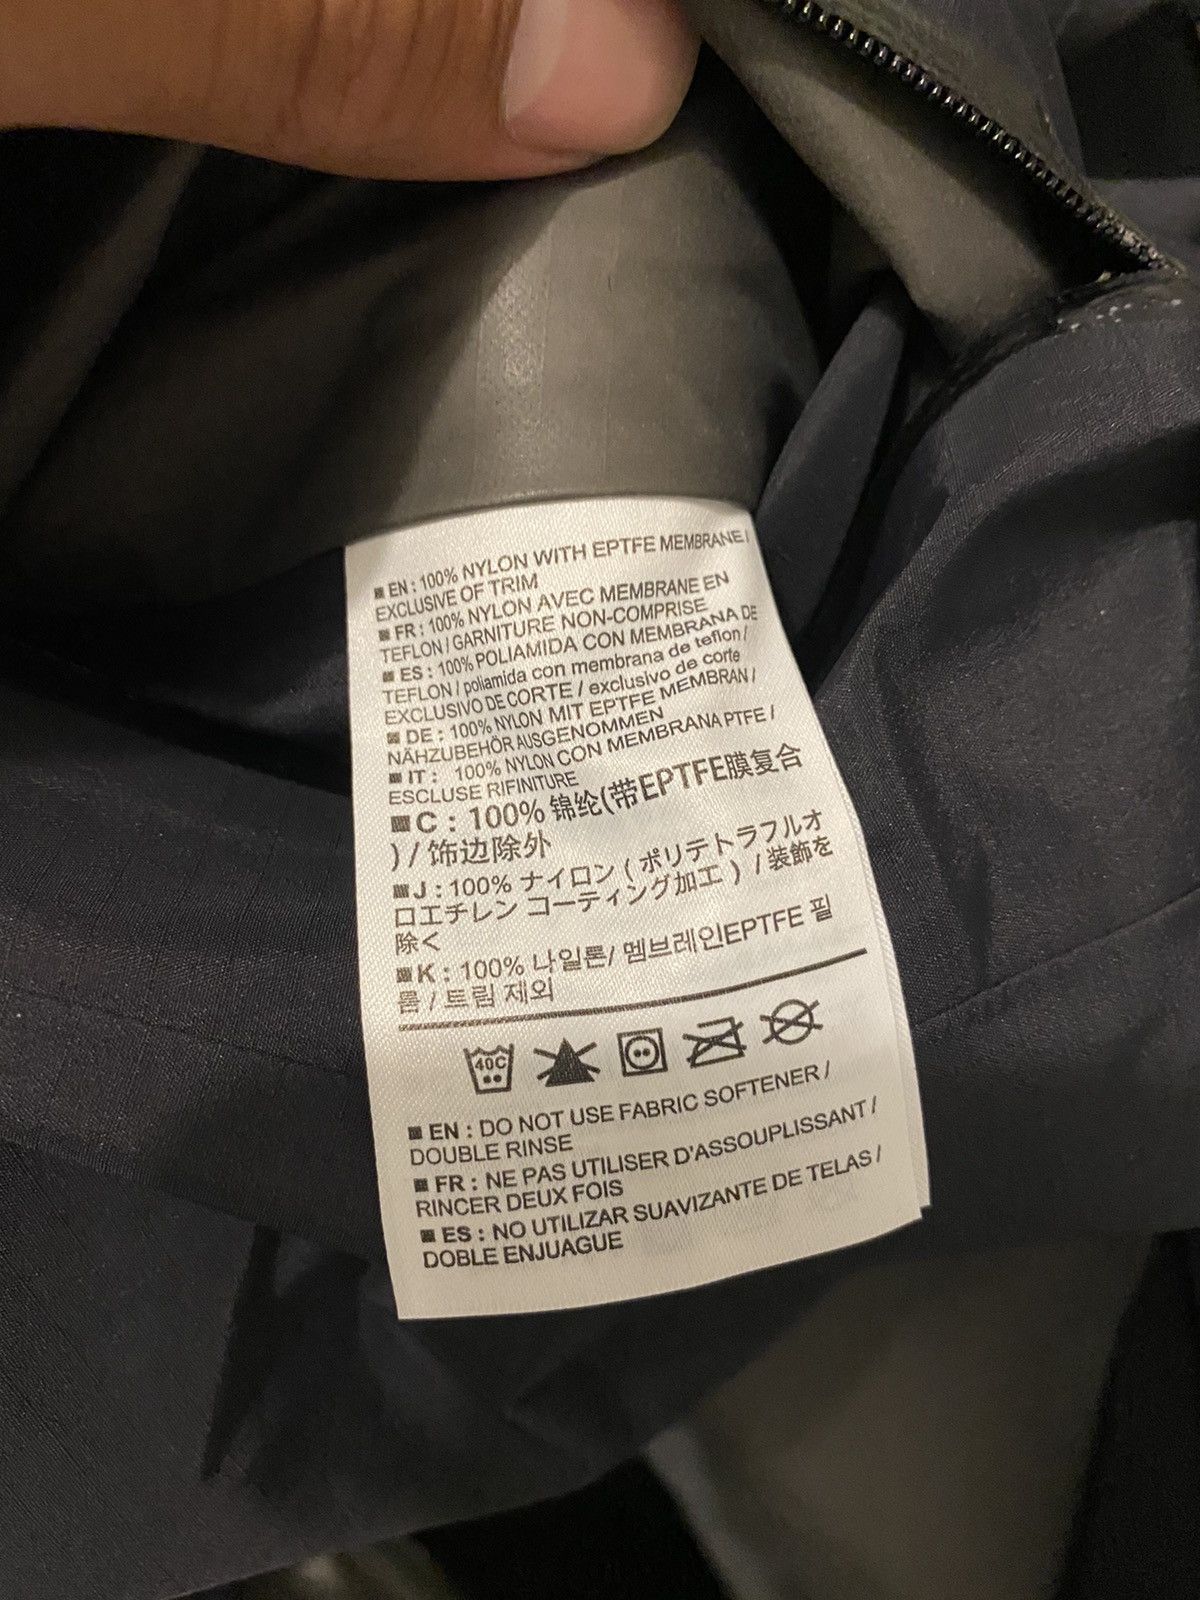 EN : 100% NYLON WITH EPTFE MEMBRANE /
EXCLUSIVE OF TRIM
FR : 100% NYLON AVEC MEMBRANE EN
TEFLON / GARNITURE NON-COMPRISE
ES : 100% POLIAMIDA CON MEMBRANA DE
TEFLON / poliamida con membrana de teflon /
EXCLUSIVO DE CORTE / exclusivo de corte
DE : 100% NYLON MIT EPTFE MEMBRAN /
NÄHZUBEHÖR AUSGENOMMEN
IT : 100% NYLON CON MEMBRANA PTFE /
ESCLUSE RIFINITURE
C : 100% 锦纶(带EPTFE膜复合
) / 饰边除外
J : 100% ナイロン ( ポリテトラフルオ
ロエチレン コーティング加工 ) / 装飾を
除く
K : 100% 나일론/ 멤브레인EPTFE 필
름 / 트림 제외
40C
EN : DO NOT USE FABRIC SOFTENER /
DOUBLE RINSE
FR : NE PAS UTILISER D'ASSOUPLISSANT /
RINCER DEUX FOIS
ES : NO UTILIZAR SUAVIZANTE DE TELAS /
DOBLE ENJUAGUE